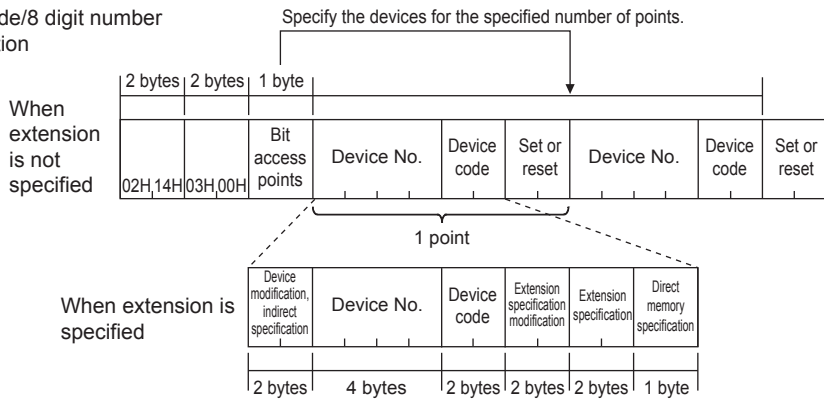 de/8 digit number
tion
Specify the devices for the specified number of points.
2 bytes 2 bytes 1 byte
When
extension
is not
specified
02H,14H 03H,00H
Bit
access
points
Device No.
Device
code
Set or
reset
Device No.
Device
code
Set or
reset
1 point
When extension is
specified
Device
modification,
indirect
specification
Device No.
Device
code
Extension
specification
modification
Extension
specification
Direct
memory
specification
2 bytes 4 bytes 2 bytes 2 bytes 2 bytes 1 byte